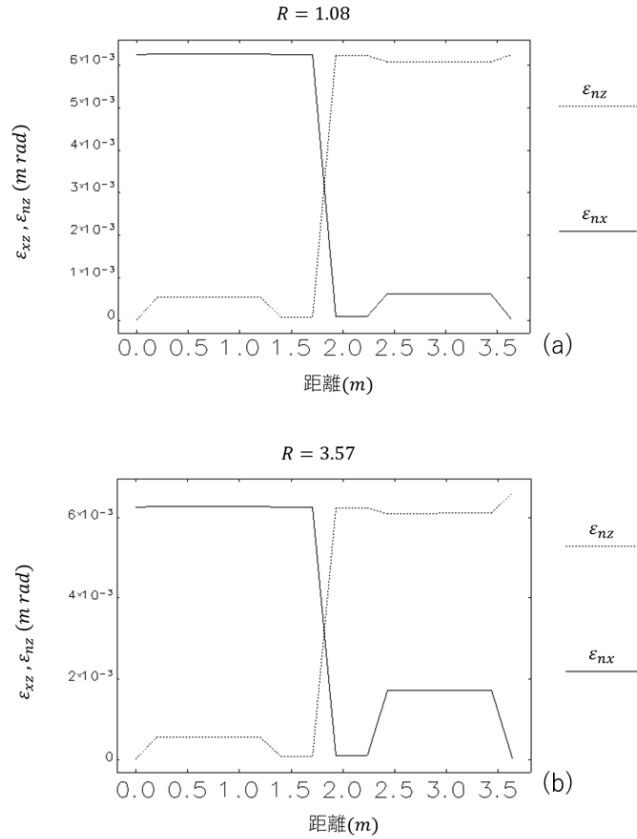 R = 1.08
6×10⁻³
5×10⁻³
4×10⁻³
3×10⁻³
2×10⁻³
1×10⁻³
0
ε_xz , ε_nz (m rad)
0.0 0.5 1.0 1.5 2.0 2.5 3.0 3.5
距離(m)
ε_nz
ε_nx
(a)
R = 3.57
6×10⁻³
4×10⁻³
2×10⁻³
0
ε_xz , ε_nz (m rad)
0.0 0.5 1.0 1.5 2.0 2.5 3.0 3.5
距離(m)
ε_nz
ε_nx
(b)